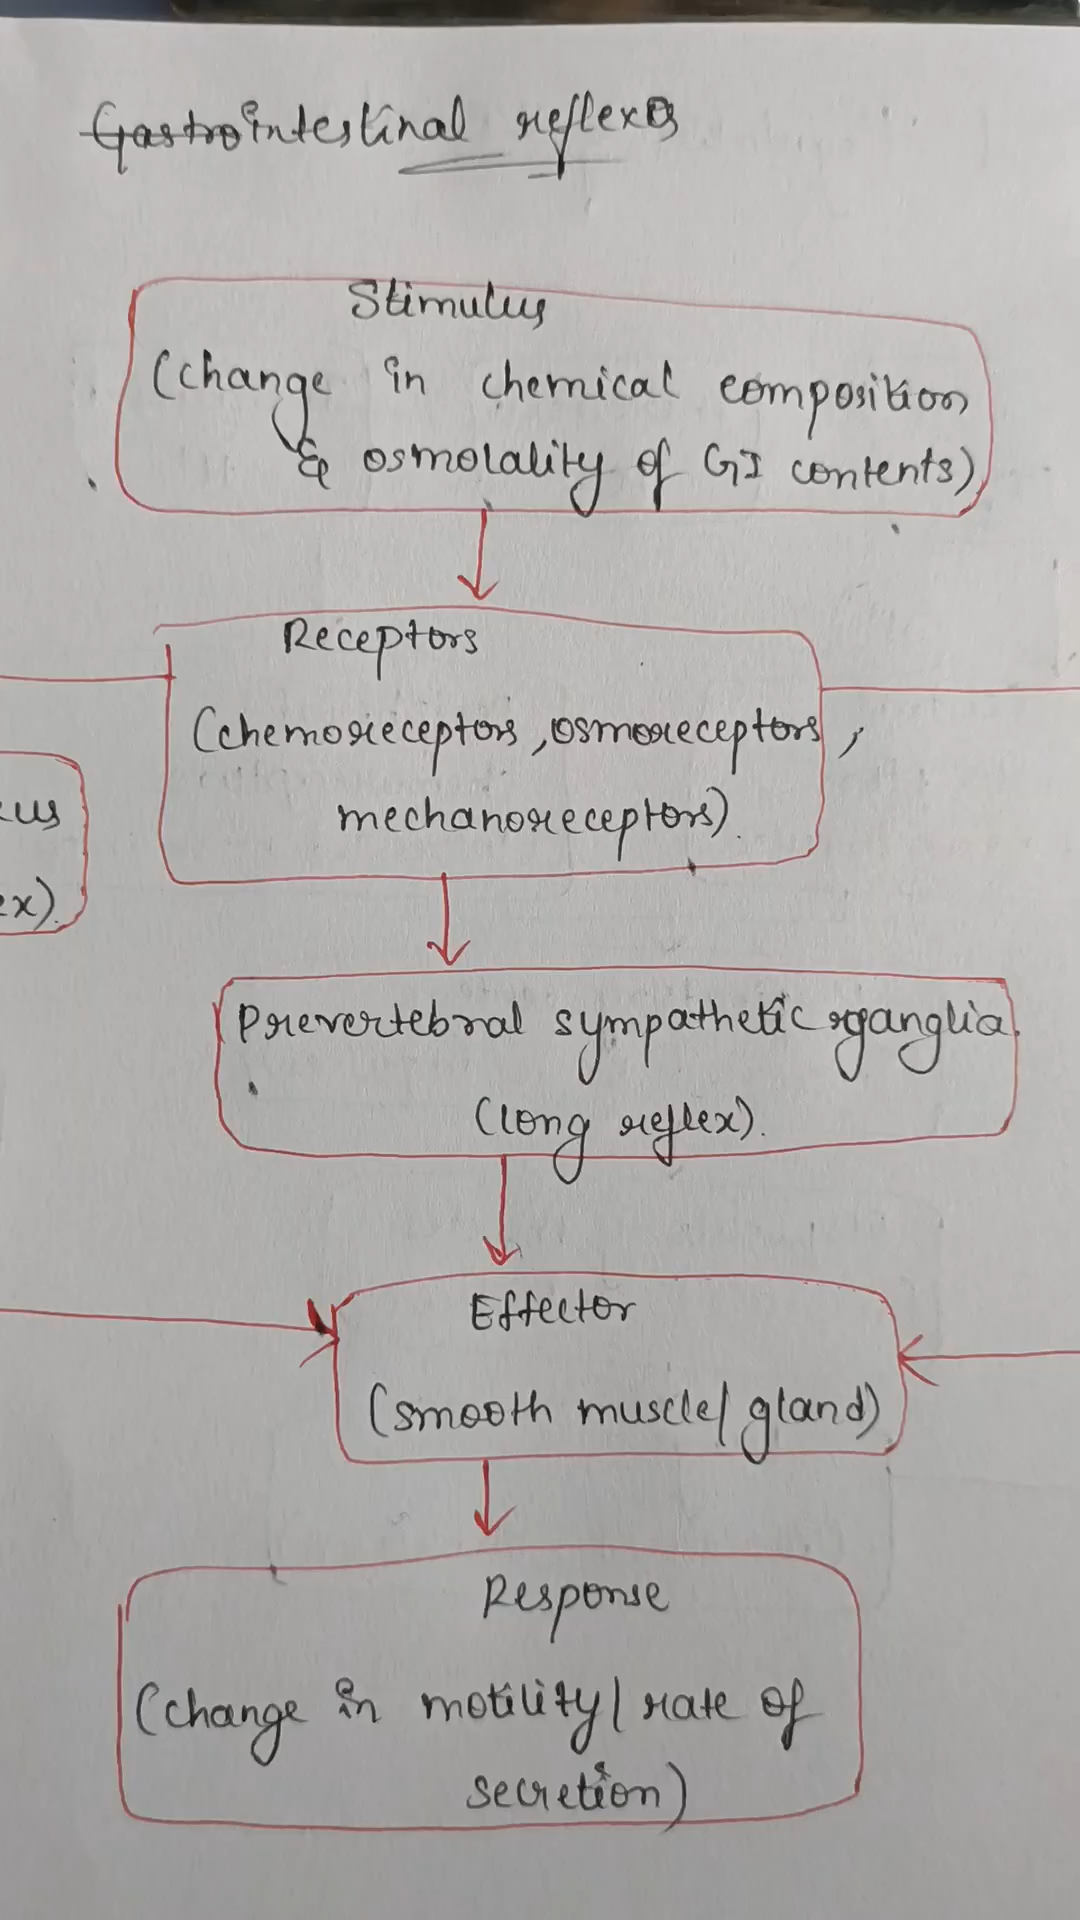 Gastrointestinal reflexes
Stimulus
(change in chemical composition
& osmolality of GI contents)
Receptors
(chemoreceptors, osmoreceptors,
mechanoreceptors).
ex).
Prevertebral sympathetic ganglia.
(long reflex).
Effector
(smooth muscle/gland)
Response
(change in motility/rate of
secretion)